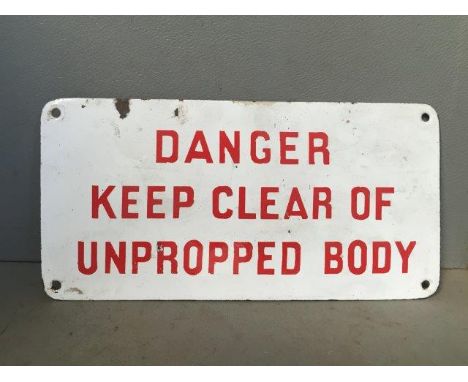 DANGER
KEEP CLEAR OF
UNPROPPED BODY